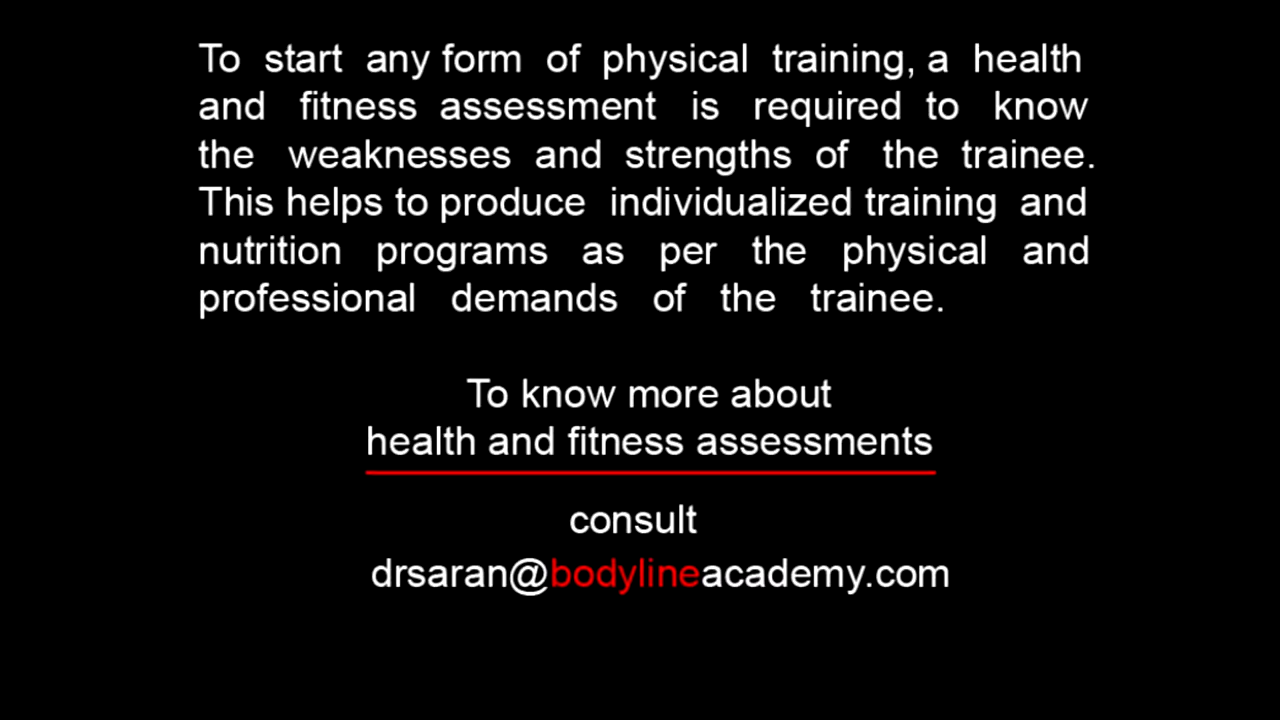 To start any form of physical training, a health
and fitness assessment is required to know
the weaknesses and strengths of the trainee.
This helps to produce individualized training and
nutrition programs as per the physical and
professional demands of the trainee.
To know more about
health and fitness assessments
consult
drsaran@bodylineacademy.com